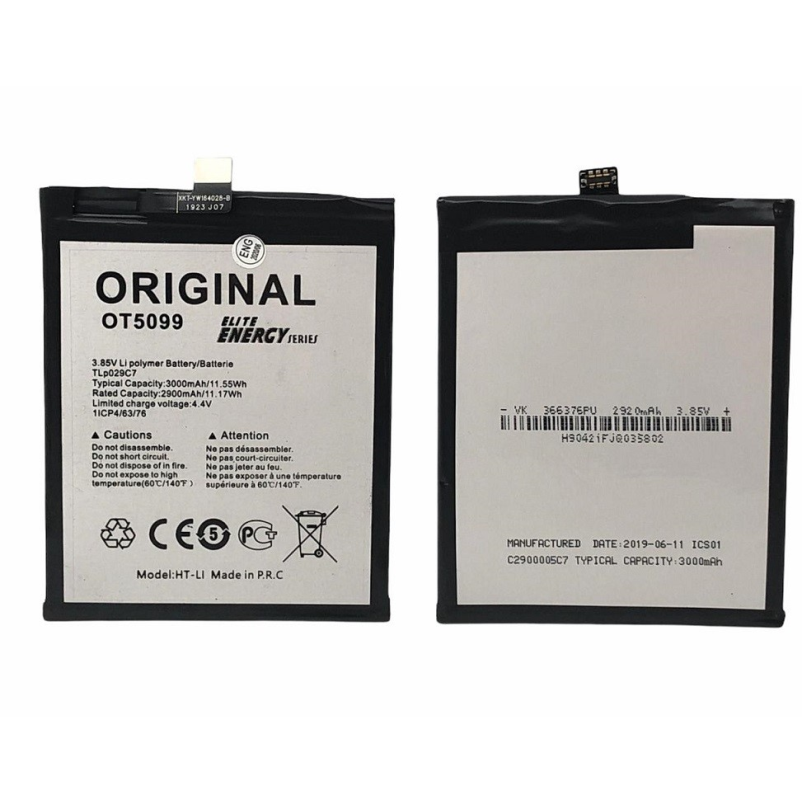 XKT-YW164028-B
1923 J07
ENG
ORIGINAL
OT5099
ELITE
ENERGY SERIES
3.85V Li polymer Battery/Batterie
TLp029C7
Typical Capacity:3000mAh/11.55Wh
Rated Capacity:2900mAh/11.17Wh
Limited charge voltage:4.4V
1ICP4/63/76
Cautions
Do not disassemble.
Do not short circuit.
Do not dispose of in fire.
Do not expose to high
temperature(60℃/140℉).
Attention
Ne pas désassembler.
Ne pas court-circuiter.
Ne pas jeter au feu.
Ne pas exposer à une température
supérieure à 60℃/140℉.
CE 5 PCT
Model:HT-LI Made in P.R.C
- VK 366376PU 2920mAh 3.85V +
H9042iFJQ035802
MANUFACTURED DATE:2019-06-11 ICS01
C2900005C7 TYPICAL CAPACITY:3000mAh